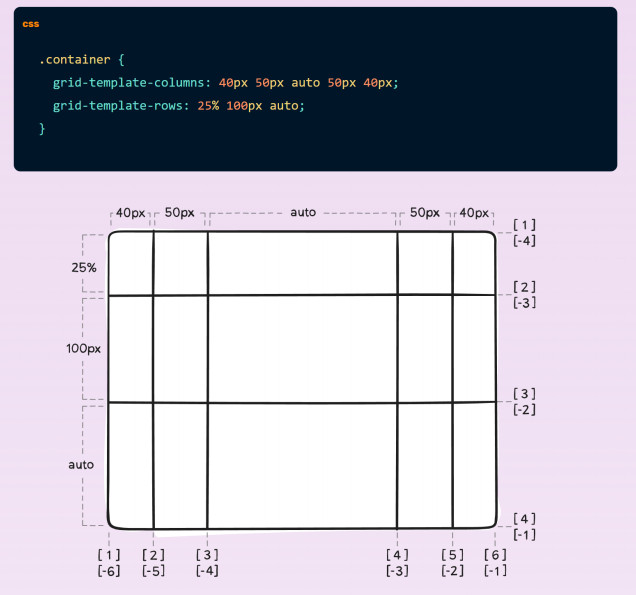 css
.container {
grid-template-columns: 40px 50px auto 50px 40px;
grid-template-rows: 25% 100px auto;
}
40px 50px auto 50px 40px
[1]
[-4]
25%
[2]
[-3]
100px
[3]
[-2]
auto
[4]
[-1]
[1] [2] [3] [4] [5] [6]
[-6] [-5] [-4] [-3] [-2] [-1]